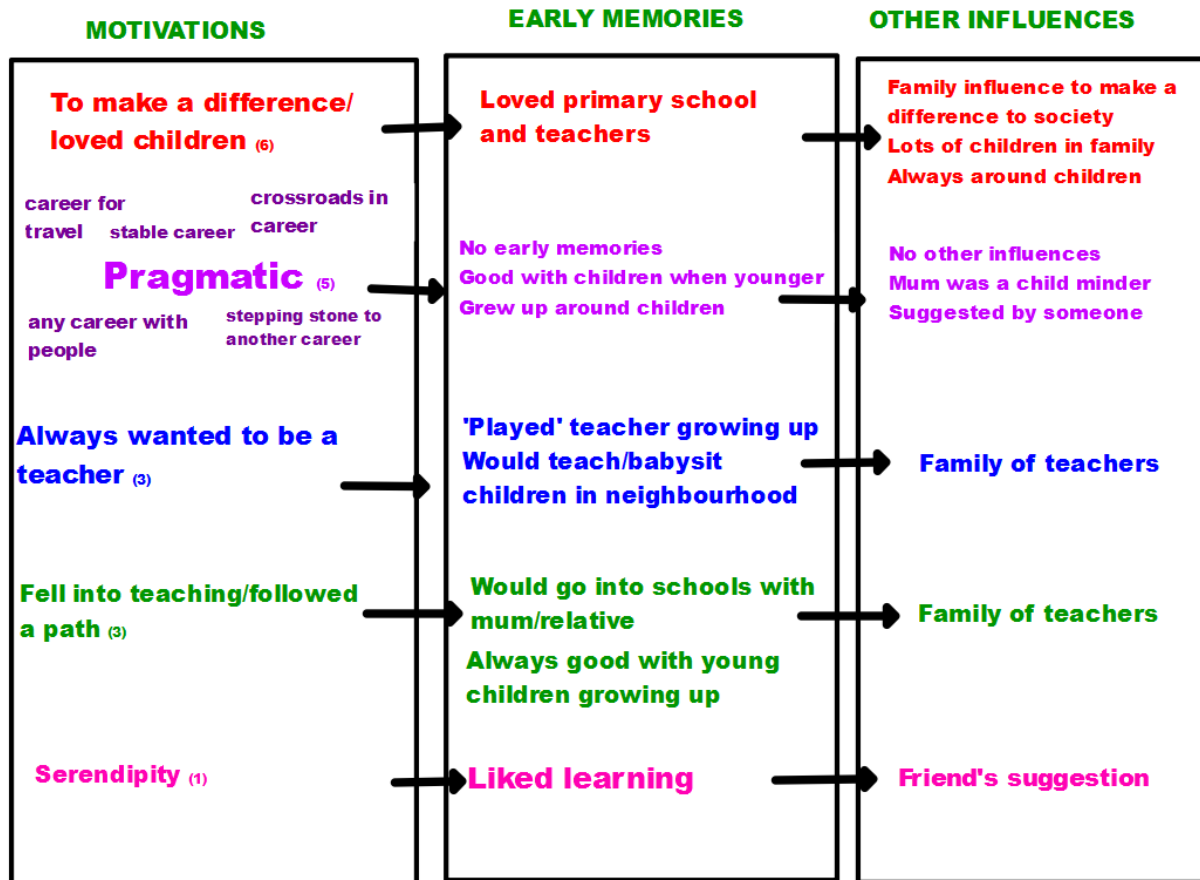 MOTIVATIONS
EARLY MEMORIES
OTHER INFLUENCES
To make a difference/
loved children (6)
Loved primary school
and teachers
Family influence to make a
difference to society
Lots of children in family
Always around children
career for
travel
stable career
crossroads in
career
Pragmatic (5)
any career with
people
stepping stone to
another career
No early memories
Good with children when younger
Grew up around children
No other influences
Mum was a child minder
Suggested by someone
Always wanted to be a
teacher (3)
'Played' teacher growing up
Would teach/babysit
children in neighbourhood
Family of teachers
Fell into teaching/followed
a path (3)
Would go into schools with
mum/relative
Always good with young
children growing up
Family of teachers
Serendipity (1)
Liked learning
Friend's suggestion